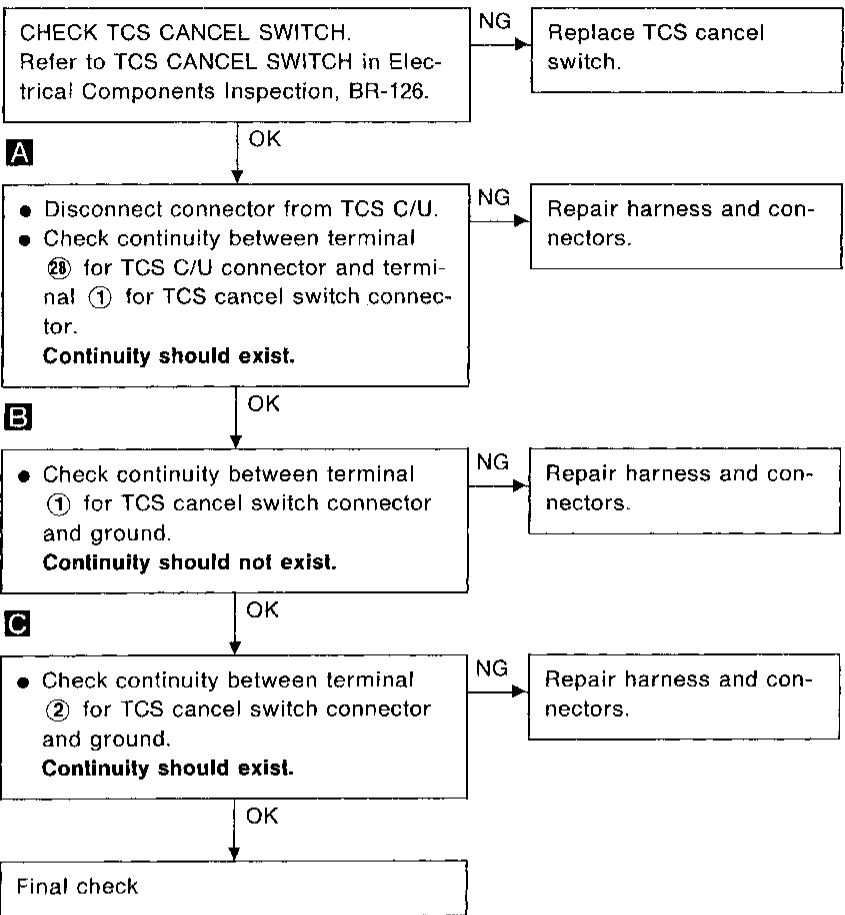 CHECK TCS CANCEL SWITCH.
Refer to TCS CANCEL SWITCH in Elec-
trical Components Inspection, BR-126.
NG
Replace TCS cancel
switch.
OK
A
● Disconnect connector from TCS C/U.
● Check continuity between terminal
㉘ for TCS C/U connector and termi-
nal ① for TCS cancel switch connec-
tor.
Continuity should exist.
NG
Repair harness and con-
nectors.
OK
B
● Check continuity between terminal
① for TCS cancel switch connector
and ground.
Continuity should not exist.
NG
Repair harness and con-
nectors.
OK
C
● Check continuity between terminal
② for TCS cancel switch connector
and ground.
Continuity should exist.
NG
Repair harness and con-
nectors.
OK
Final check